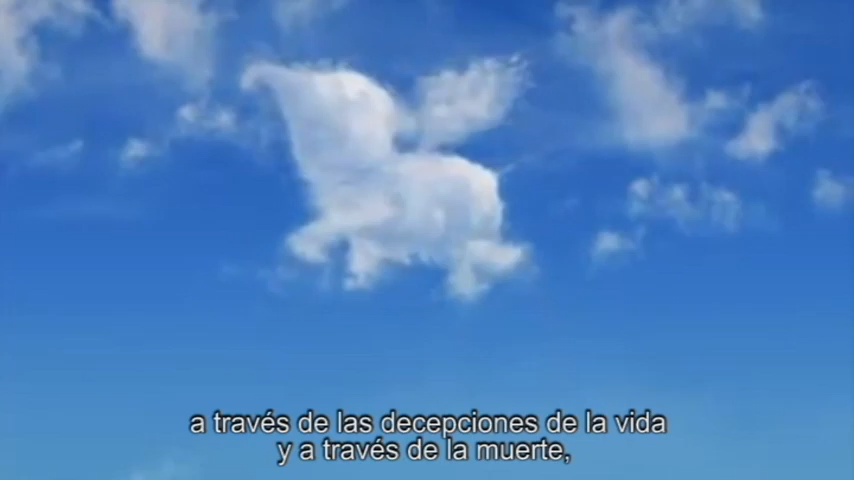 a través de las decepciones de la vida
y a través de la muerte,